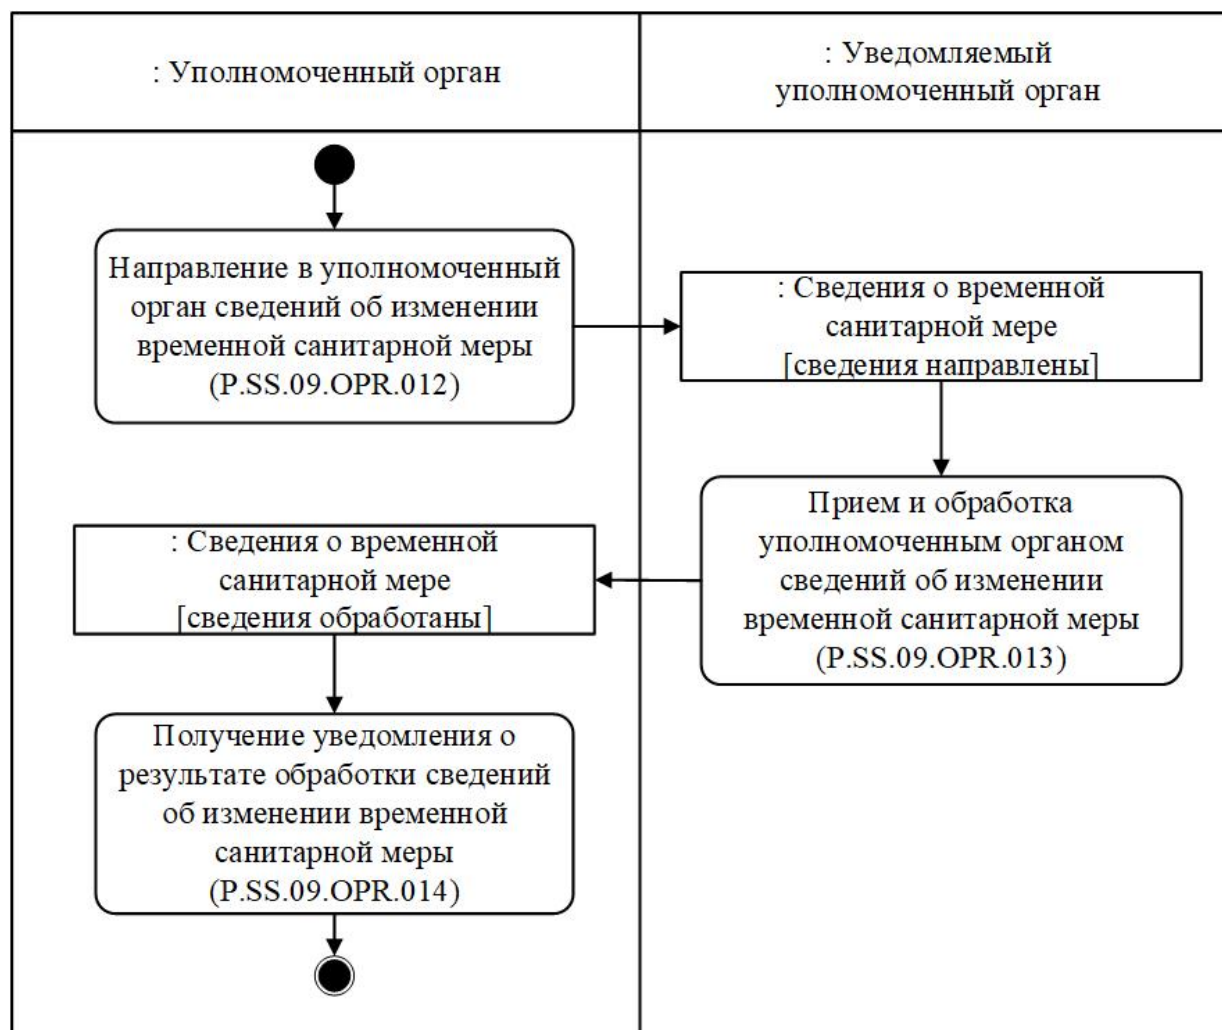 : Уполномоченный орган
: Уведомляемый
уполномоченный орган
Направление в уполномоченный
орган сведений об изменении
временной санитарной меры
(P.SS.09.OPR.012)
: Сведения о временной
санитарной мере
[сведения направлены]
Прием и обработка
уполномоченным органом
сведений об изменении
временной санитарной меры
(P.SS.09.OPR.013)
: Сведения о временной
санитарной мере
[сведения обработаны]
Получение уведомления о
результате обработки сведений
об изменении временной
санитарной меры
(P.SS.09.OPR.014)